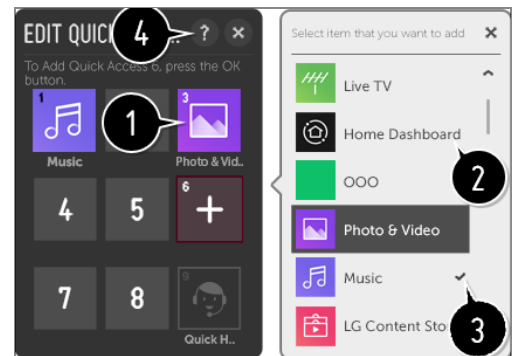 EDIT QUIC
4
..
?
To Add Quick Access 6, press the OK
button.
1
3
1
Music
Photo & Vid..
4
5
6
+
7
8
9
Quick H..
Select item that you want to add
Live TV
Home Dashboard
2
OOO
Photo & Video
Music
LG Content Sto
3